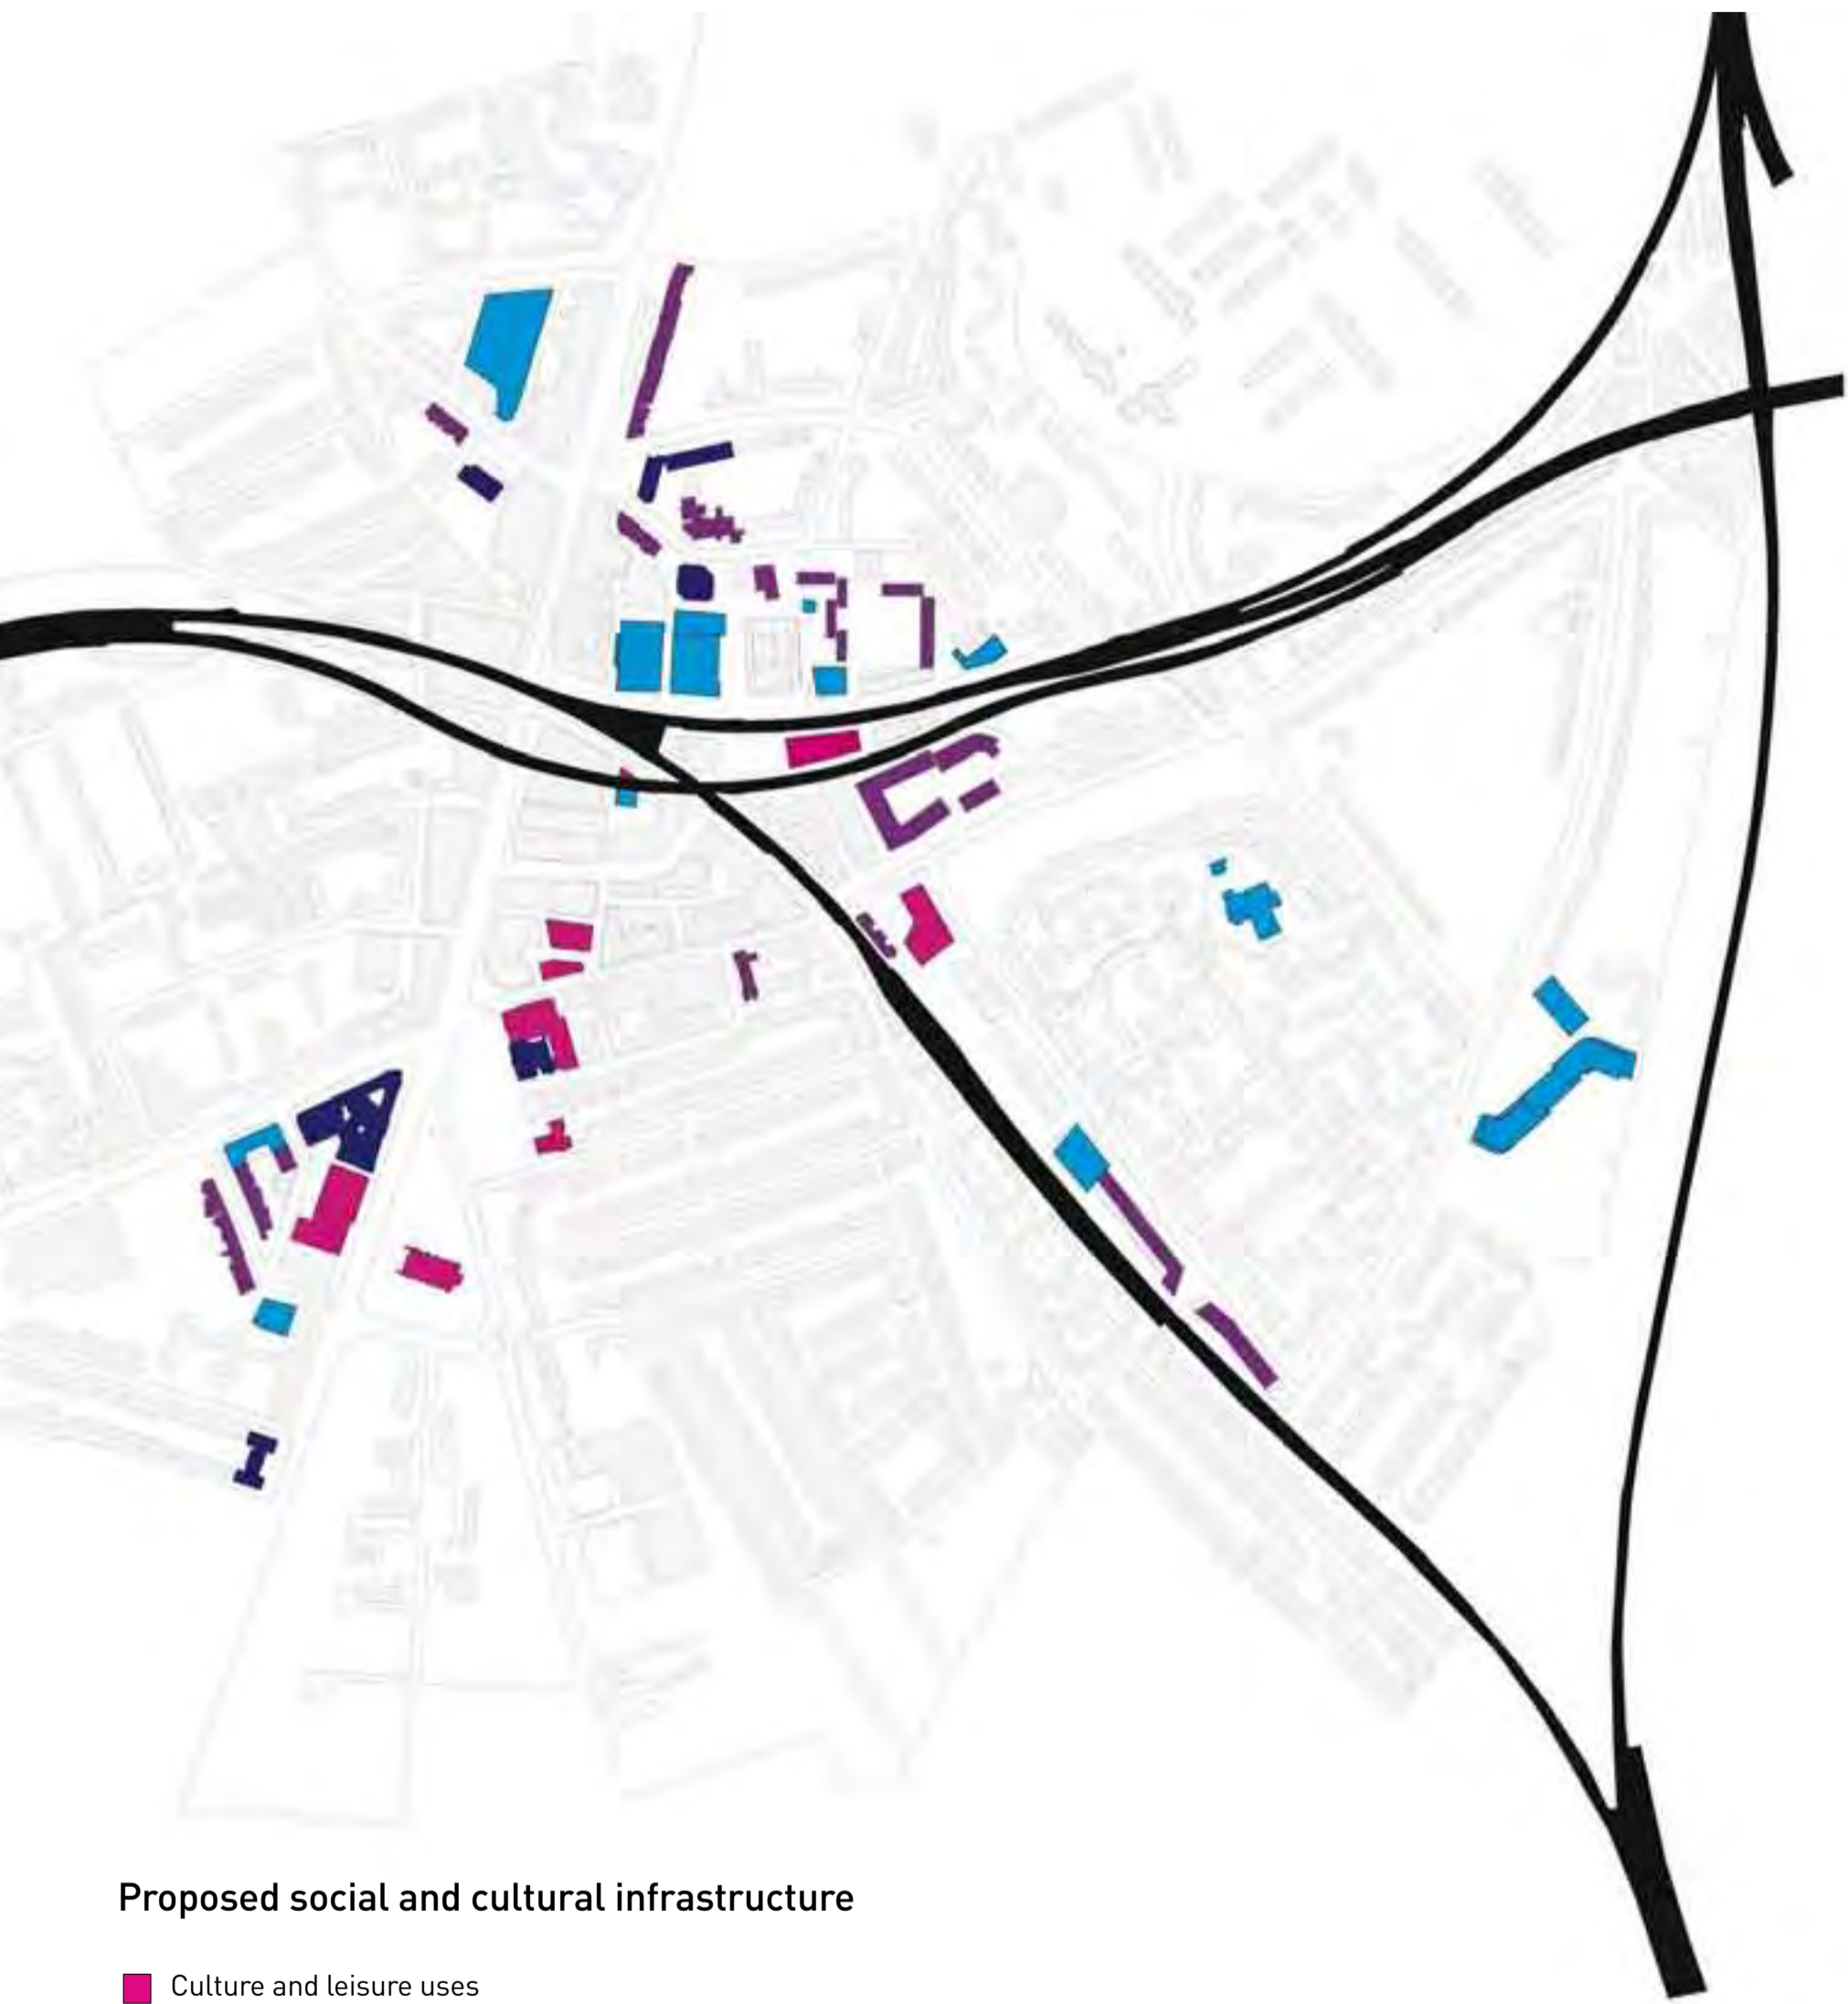 Proposed social and cultural infrastructure
Culture and leisure uses